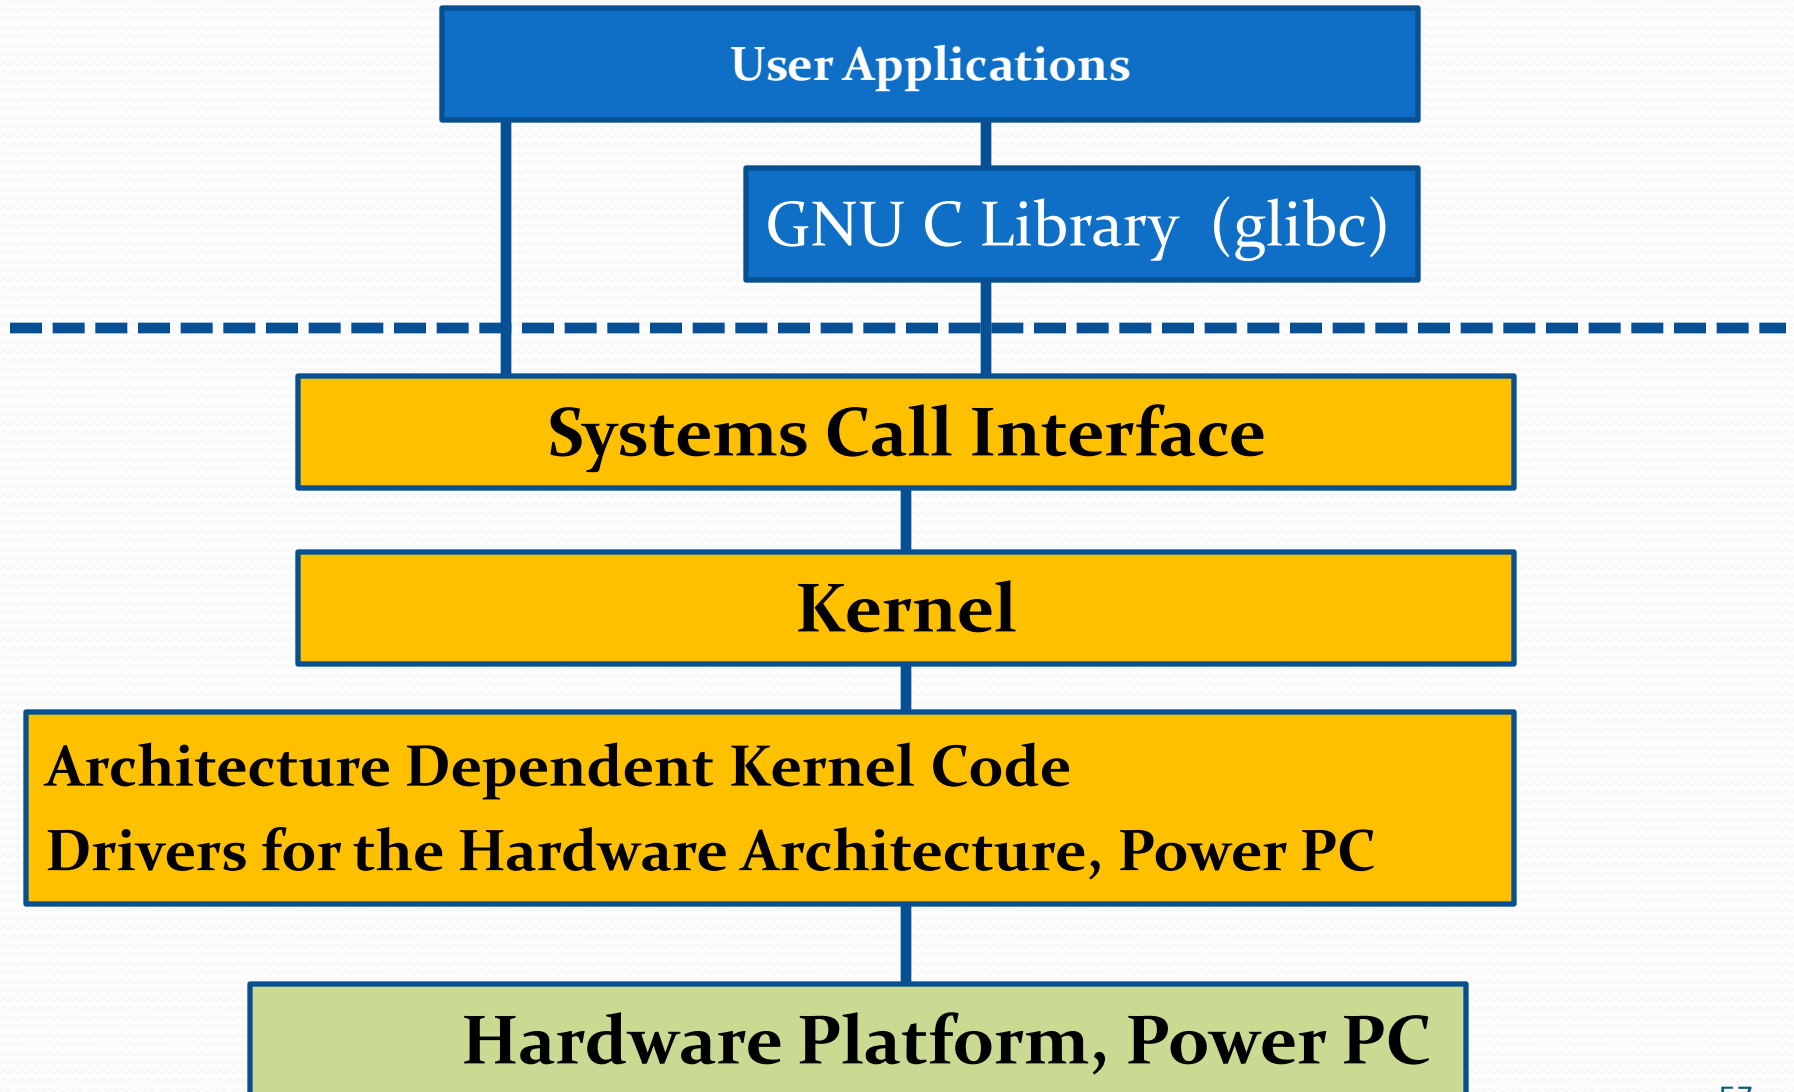 User Applications
GNU C Library (glibc)
Systems Call Interface
Kernel
Architecture Dependent Kernel Code
Drivers for the Hardware Architecture, Power PC
Hardware Platform, Power PC